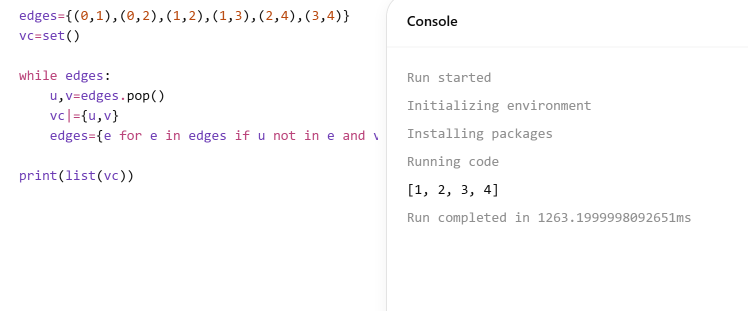 edges={(0,1),(0,2),(1,2),(1,3),(2,4),(3,4)}
vc=set()
while edges:
    u,v=edges.pop()
    vc|={u,v}
    edges={e for e in edges if u not in e and v
print(list(vc))
Console
Run started
Initializing environment
Installing packages
Running code
[1, 2, 3, 4]
Run completed in 1263.1999998092651ms